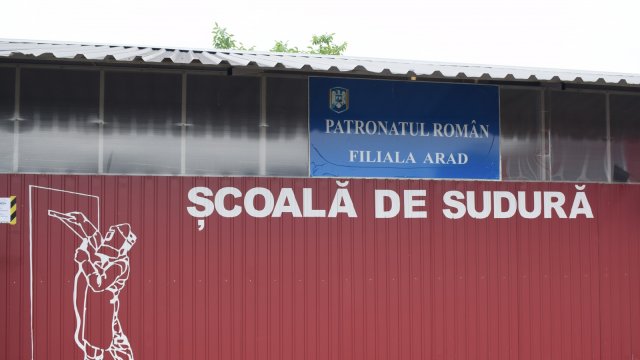 PATRONATUL ROMÂN
FILIALA ARAD
ȘCOALĂ DE SUDURĂ